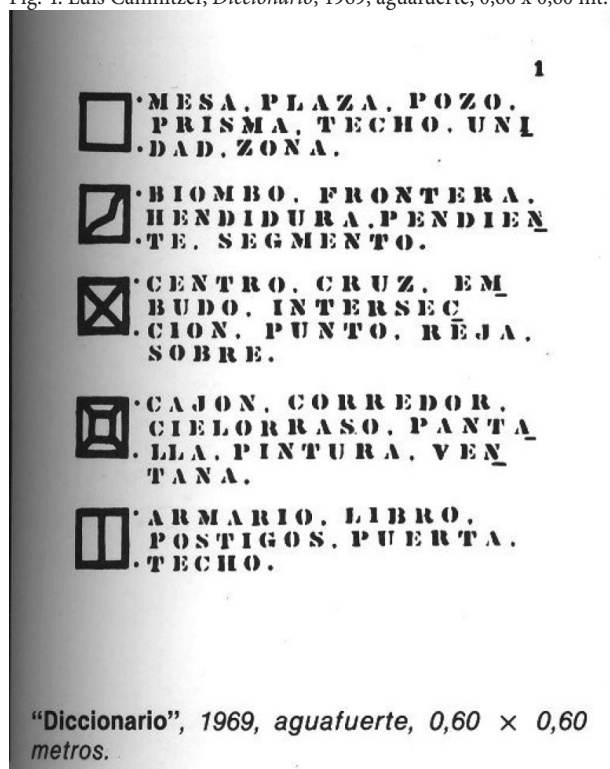 Fig. 4. Luis Camnitzer, Diccionario, 1969, aguafuerte, 0,60 x 0,60 mt.
1
MESA, PLAZA, POZO,
PRISMA, TECHO, UNI
DAD, ZONA.
BIOMBO, FRONTERA,
HENDIDURA, PENDIEN
TE, SEGMENTO.
CENTRO, CRUZ, EM
BUDO, INTERSEC
CION, PUNTO, REJA,
SOBRE.
CAJON, CORREDOR,
CIELORRASO, PANTA
LLA, PINTURA, VEN
TANA.
ARMARIO, LIBRO,
POSTIGOS, PUERTA,
TECHO.
“Diccionario”, 1969, aguafuerte, 0,60 × 0,60
metros.